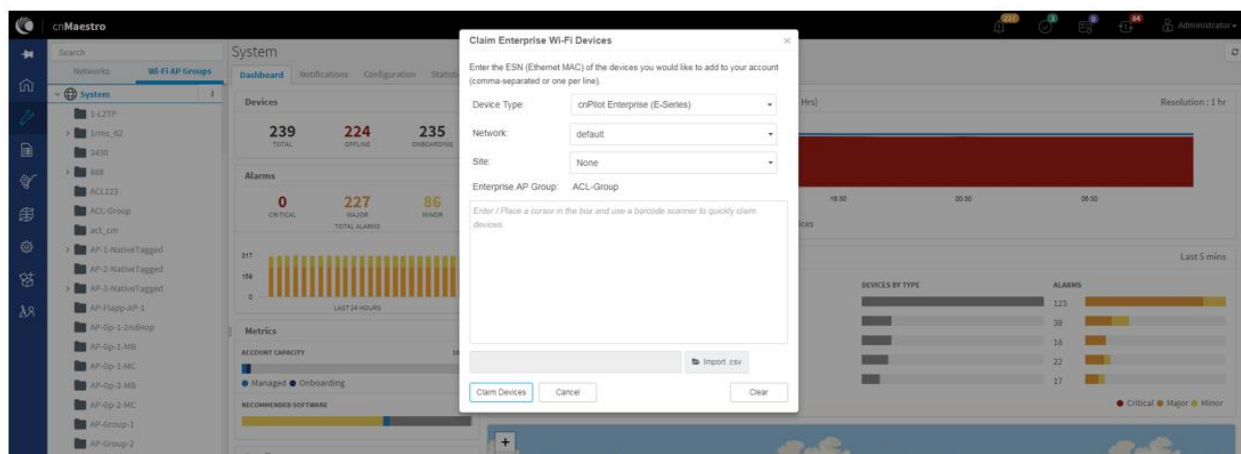 cnMaestro
227
3
0
84
Administrator
Search
Networks
Wi-Fi AP Groups
System
1-L2TP
1rms_62
3430
888
ACL123
ACL-Group
act_cm
AP-1-NativeTagged
AP-2-NativeTagged
AP-3-NativeTagged
AP-Flapp-AP-1
AP-Gp-1-2ndHop
AP-Gp-1-MB
AP-Gp-1-MC
AP-Gp-2-MB
AP-Gp-2-MC
AP-Group-1
AP-Group-2
System
Dashboard
Notifications
Configuration
Devices
239
224
235
TOTAL
OFFLINE
ONBOARDING
Alarms
0
227
86
CRITICAL
MAJOR
MINOR
TOTAL ALARMS
317
159
0
LAST 24 HOURS
Metrics
ACCOUNT CAPACITY
Managed
Onboarding
RECOMMENDED SOFTWARE
Claim Enterprise Wi-Fi Devices
×
Enter the ESN (Ethernet MAC) of the devices you would like to add to your account
(comma-separated or one per line).
Device Type:
cnPilot Enterprise (E-Series)
Network:
default
Site:
None
Enterprise AP Group:
ACL-Group
Enter / Place a cursor in the box and use a barcode scanner to quickly claim
devices.
Import .csv
Claim Devices
Cancel
Clear
Hrs)
Resolution : 1 hr
18:30
00:30
06:30
Last 5 mins
DEVICES BY TYPE
ALARMS
123
38
18
22
17
Critical
Major
Minor
+